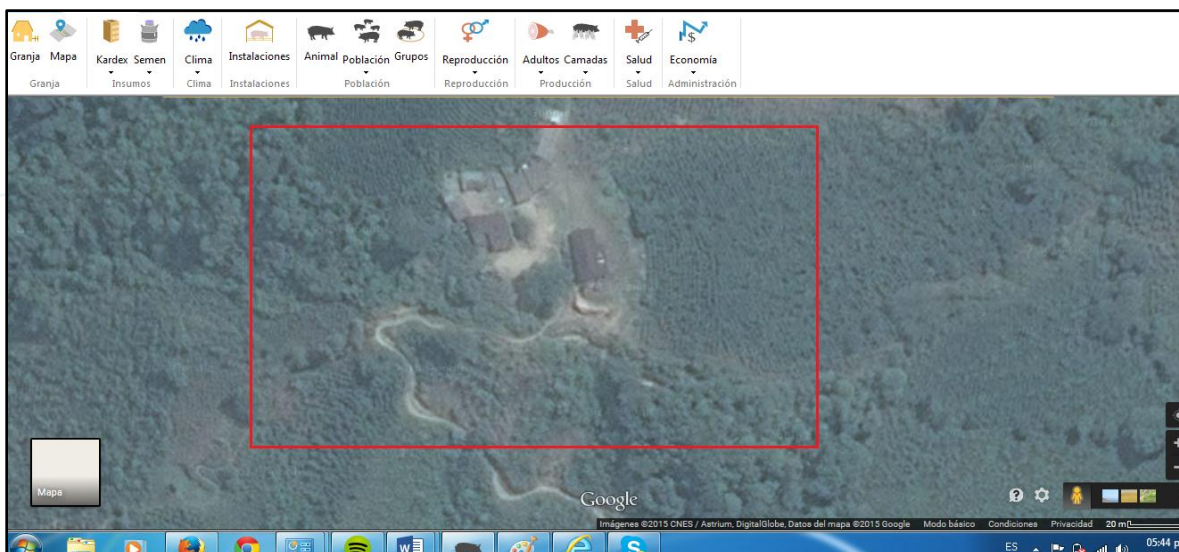 Granja Mapa Kardex Semen Clima Instalaciones Animal Población Grupos Reproducción Adultos Camadas Salud Economía
Granja Insumos Clima Instalaciones Población Reproducción Producción Salud Administración
Mapa
Google
Imágenes ©2015 CNES / Astrium, DigitalGlobe, Datos del mapa ©2015 Google Modo básico Condiciones Privacidad 20 m
ES 05:44 p